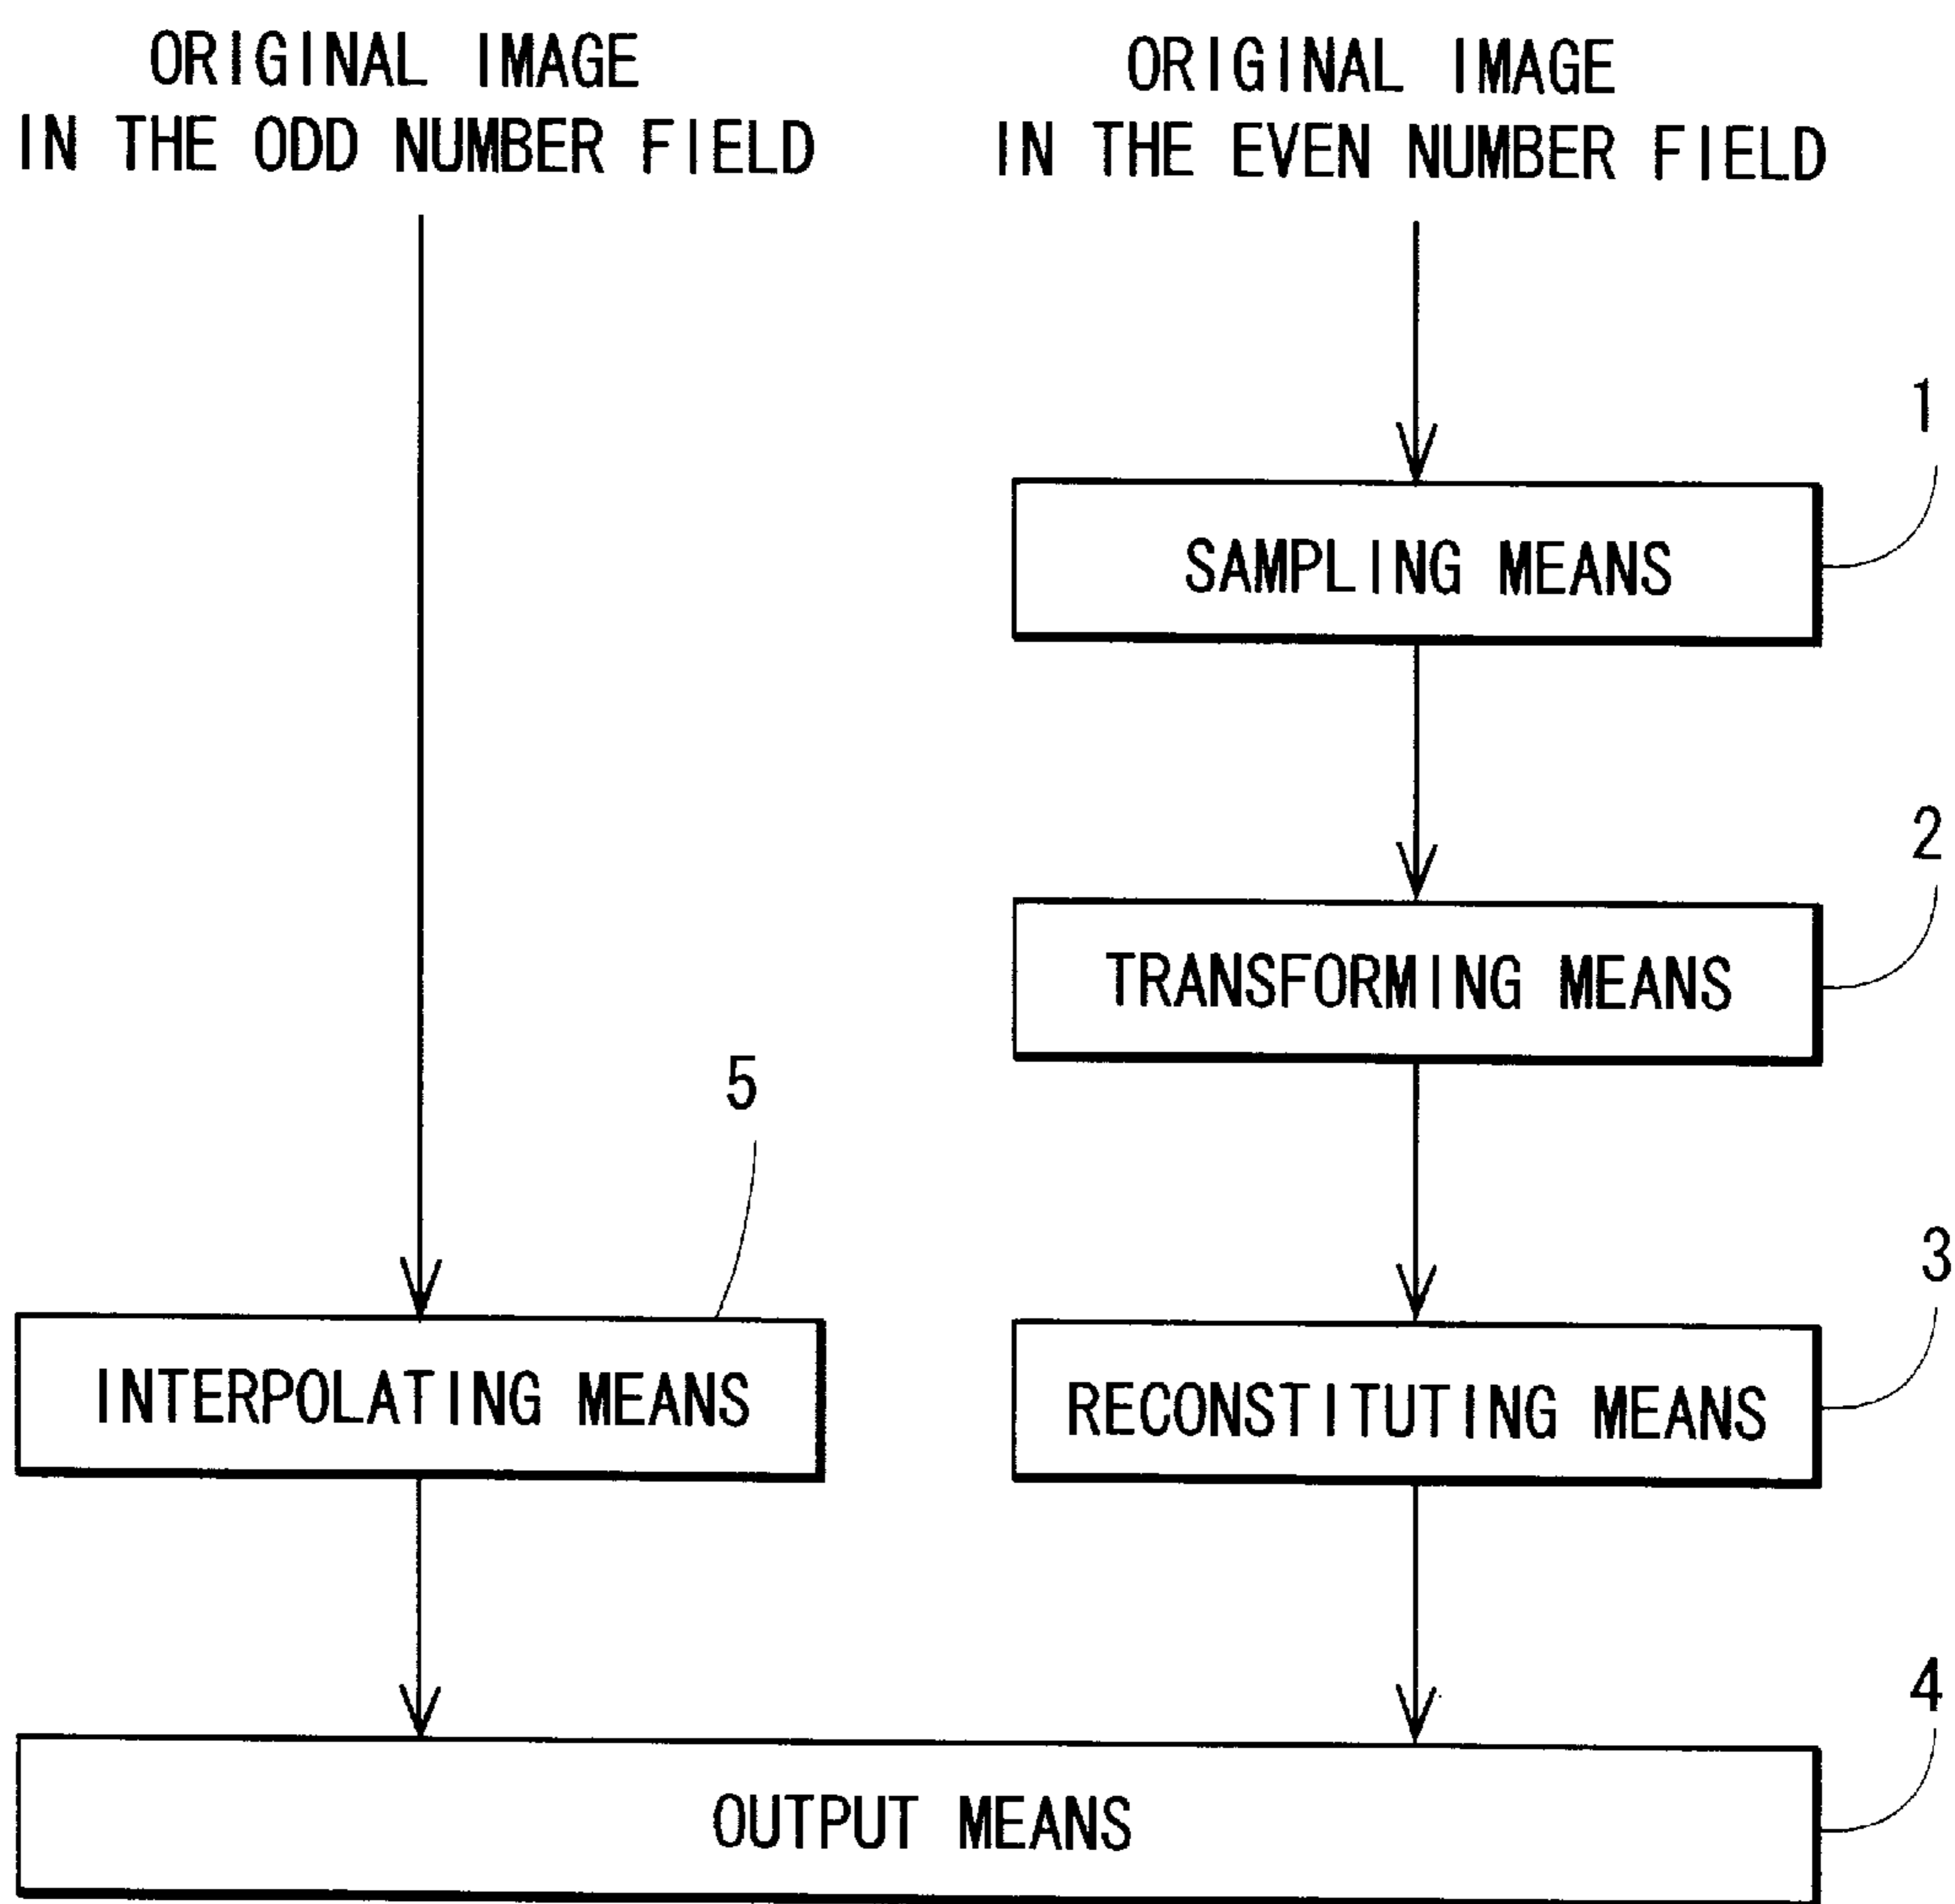 ORIGINAL IMAGE
IN THE ODD NUMBER FIELD
ORIGINAL IMAGE
IN THE EVEN NUMBER FIELD
1
SAMPLING MEANS
2
TRANSFORMING MEANS
5
3
INTERPOLATING MEANS
RECONSTITUTING MEANS
4
OUTPUT MEANS